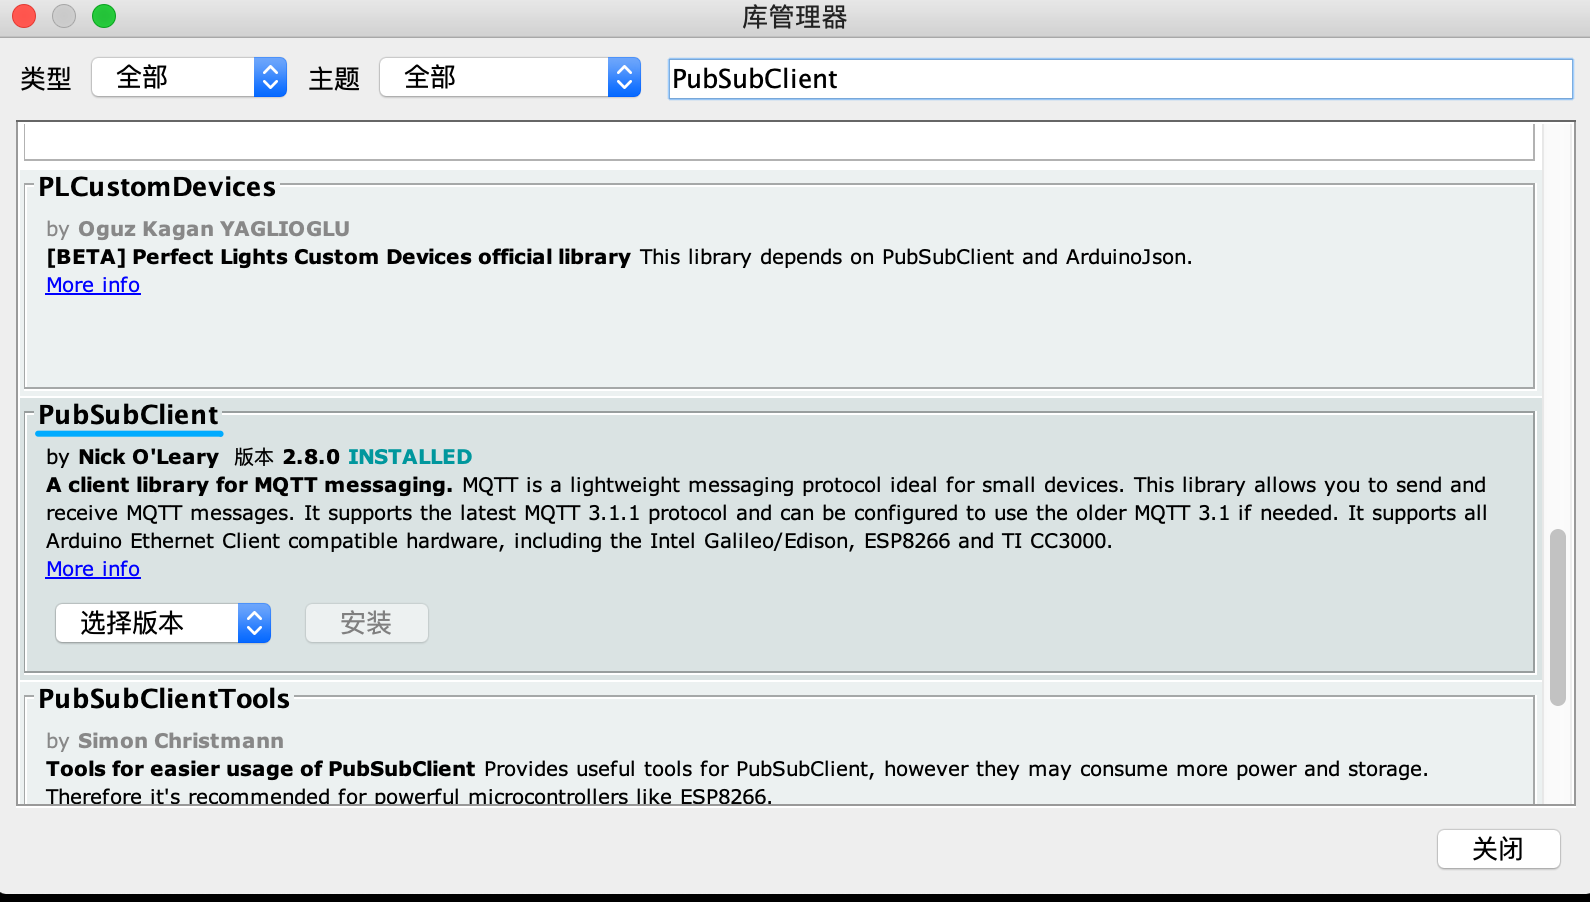 库管理器
类型 全部 主题 全部 PubSubClient
PLCustomDevices
by Oguz Kagan YAGLIOGLU
[BETA] Perfect Lights Custom Devices official library This library depends on PubSubClient and ArduinoJson.
More info
PubSubClient
by Nick O'Leary 版本 2.8.0 INSTALLED
A client library for MQTT messaging. MQTT is a lightweight messaging protocol ideal for small devices. This library allows you to send and
receive MQTT messages. It supports the latest MQTT 3.1.1 protocol and can be configured to use the older MQTT 3.1 if needed. It supports all
Arduino Ethernet Client compatible hardware, including the Intel Galileo/Edison, ESP8266 and TI CC3000.
More info
选择版本 安装
PubSubClientTools
by Simon Christmann
Tools for easier usage of PubSubClient Provides useful tools for PubSubClient, however they may consume more power and storage.
Therefore it's recommended for powerful microcontrollers like ESP8266.
关闭